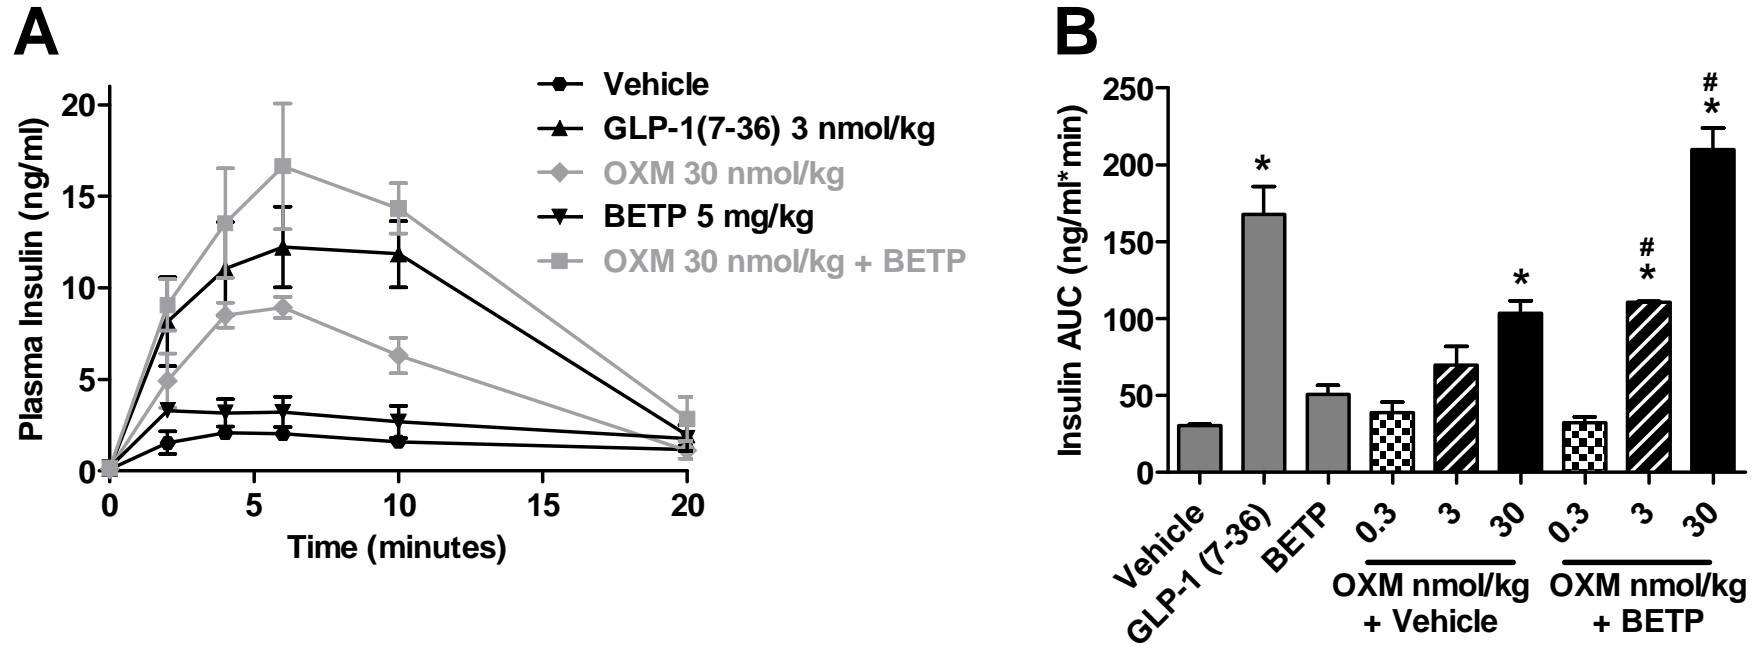 A
Plasma Insulin (ng/ml)
20
15
10
5
0
0 5 10 15 20
Time (minutes)
Vehicle
GLP-1(7-36) 3 nmol/kg
OXM 30 nmol/kg
BETP 5 mg/kg
OXM 30 nmol/kg + BETP
B
Insulin AUC (ng/ml*min)
250
200
150
100
50
0
*
*
#
*
#
*
Vehicle
GLP-1 (7-36)
BETP
0.3 3 30 0.3 3 30
OXM nmol/kg
+ Vehicle
OXM nmol/kg
+ BETP